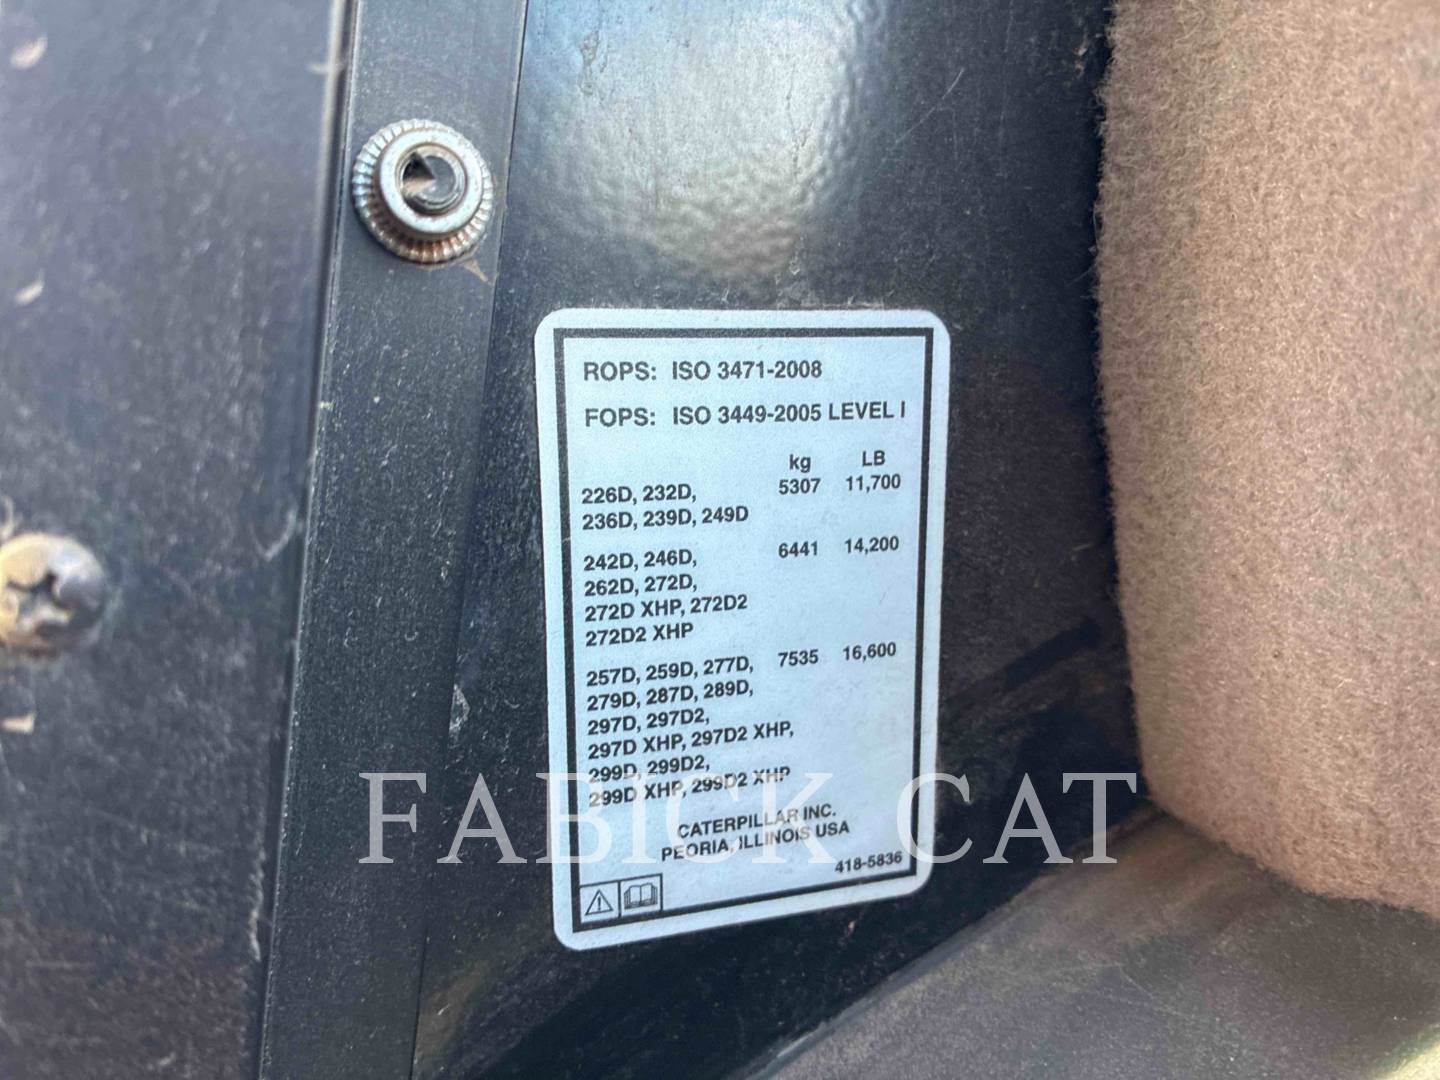 ROPS: ISO 3471-2008
FOPS: ISO 3449-2005 LEVEL I
kg LB
226D, 232D, 5307 11,700
236D, 239D, 249D
242D, 246D, 6441 14,200
262D, 272D,
272D XHP, 272D2
272D2 XHP
257D, 259D, 277D, 7535 16,600
279D, 287D, 289D,
297D, 297D2,
297D XHP, 297D2 XHP,
299D, 299D2,
299D XHP, 299D2 XHP
CATERPILLAR INC.
PEORIA, ILLINOIS USA
418-5836
FABICK CAT